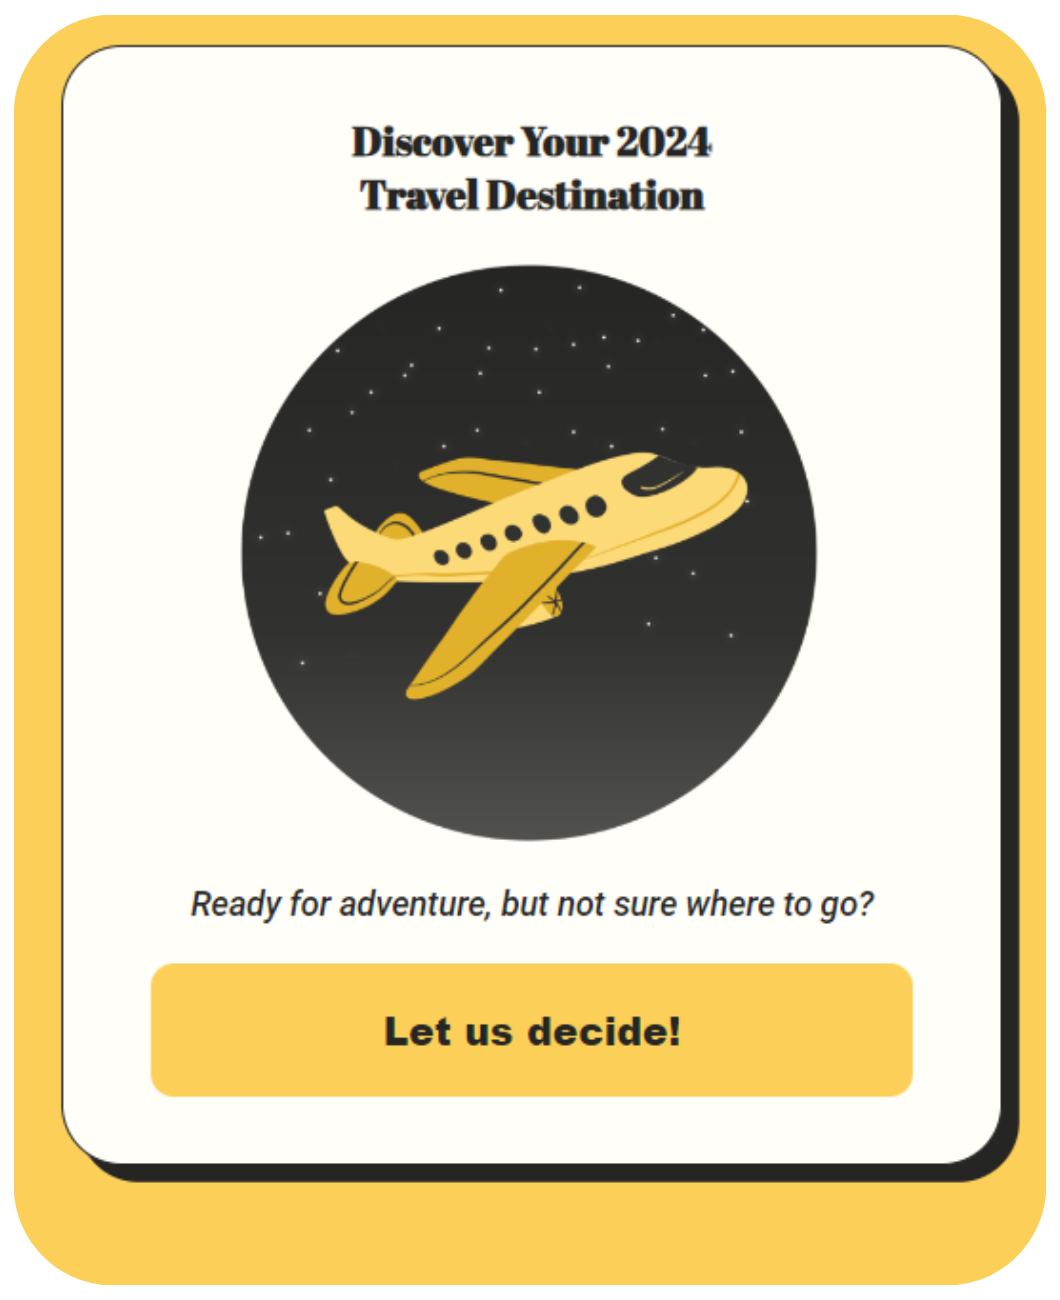 Discover Your 2024
Travel Destination
Ready for adventure, but not sure where to go?
Let us decide!